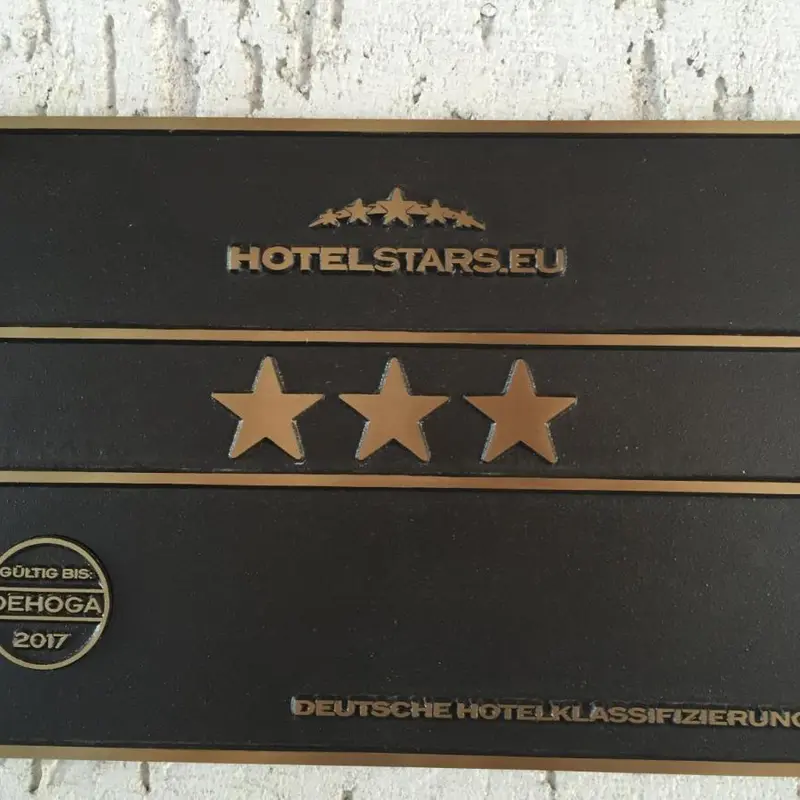 HOTELSTARS.EU
GÜLTIG BIS:
DEHOGA
2017
DEUTSCHE HOTELKLASSIFIZIERUNG